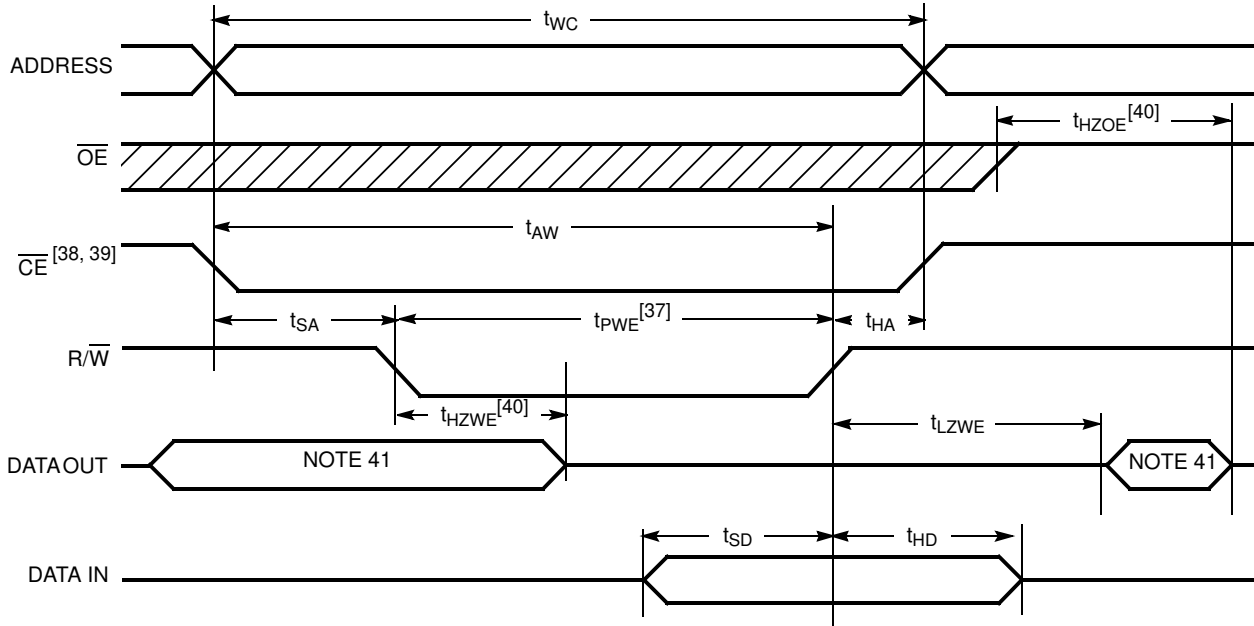 tWC
ADDRESS
tHZOE[40]
OE
tAW
CE [38, 39]
tSA
tPWE[37]
tHA
R/W
tHZWE[40]
tLZWE
DATA OUT
NOTE 41
NOTE 41
tSD
tHD
DATA IN